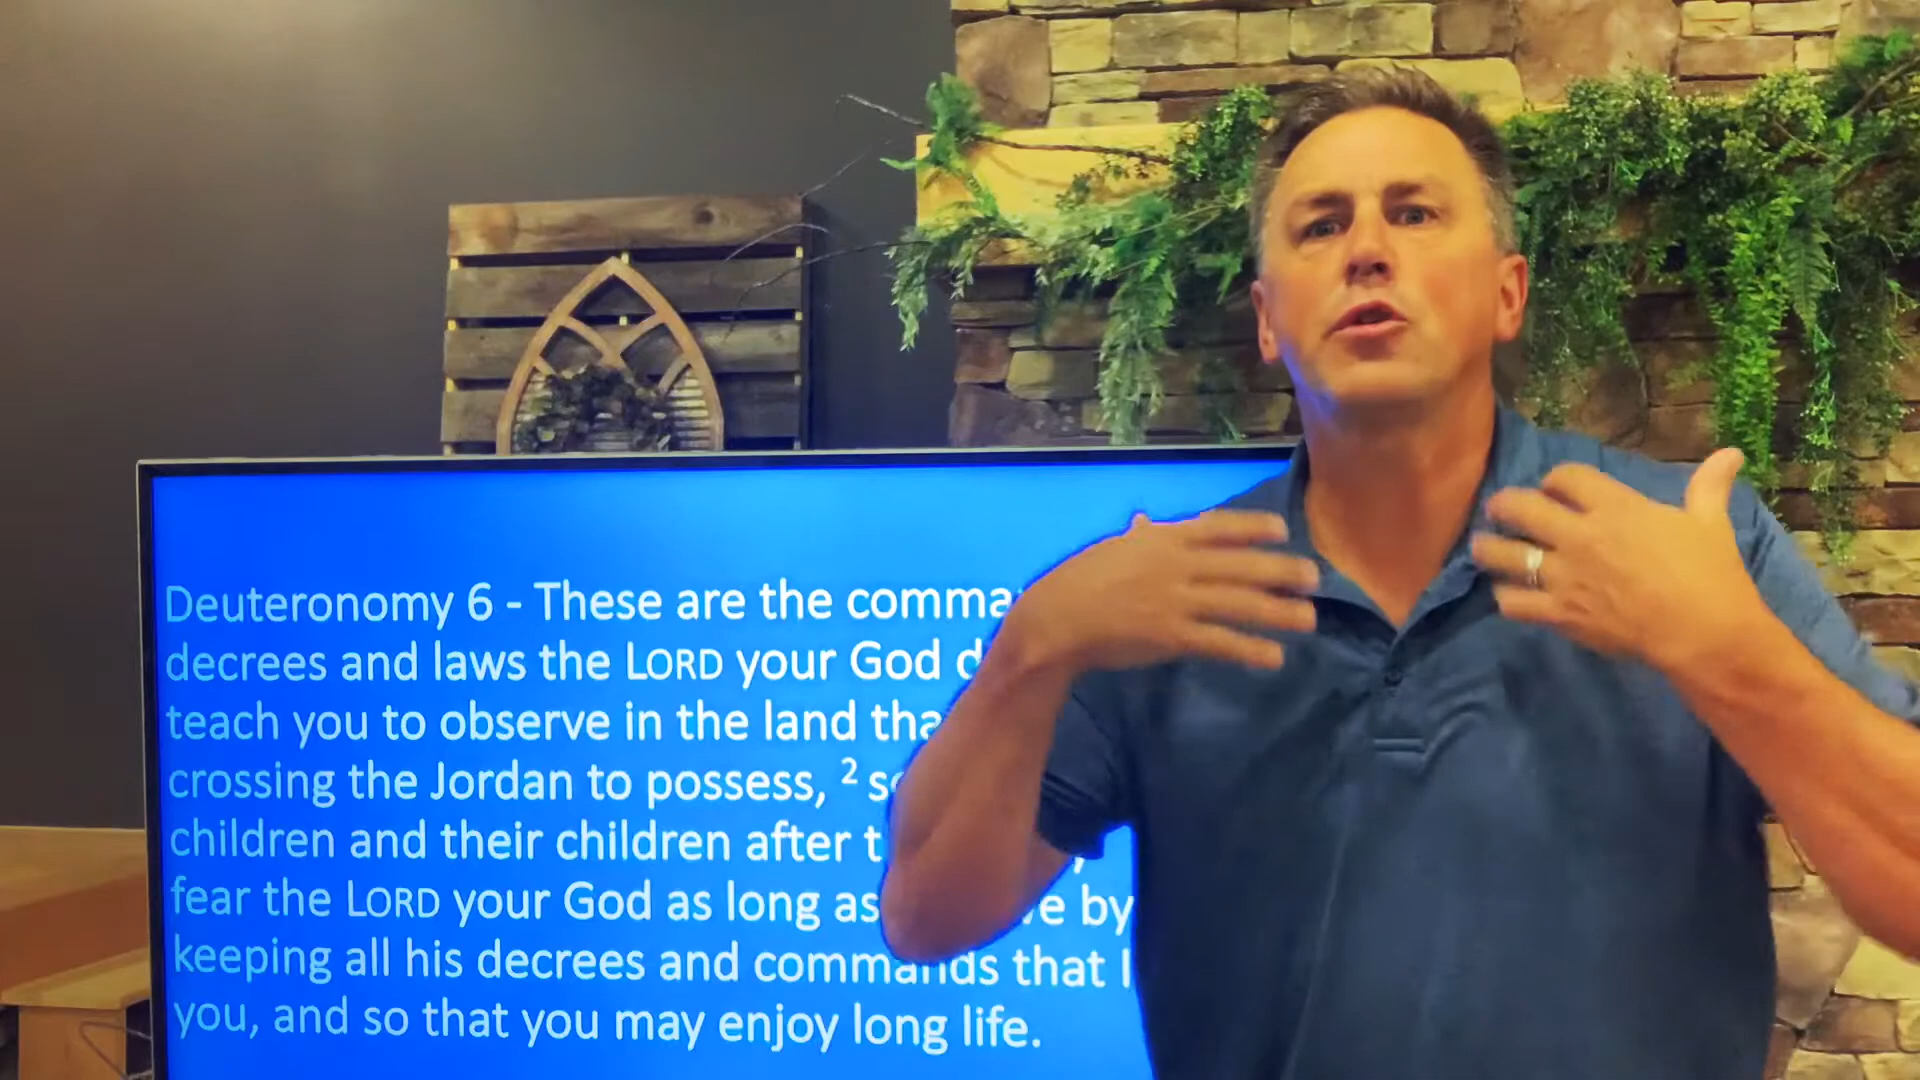 Deuteronomy 6 - These are the comma
decrees and laws the LORD your God d
teach you to observe in the land tha
crossing the Jordan to possess, ² s
children and their children after t ,
fear the LORD your God as long as ve by
keeping all his decrees and commands that I
you, and so that you may enjoy long life.